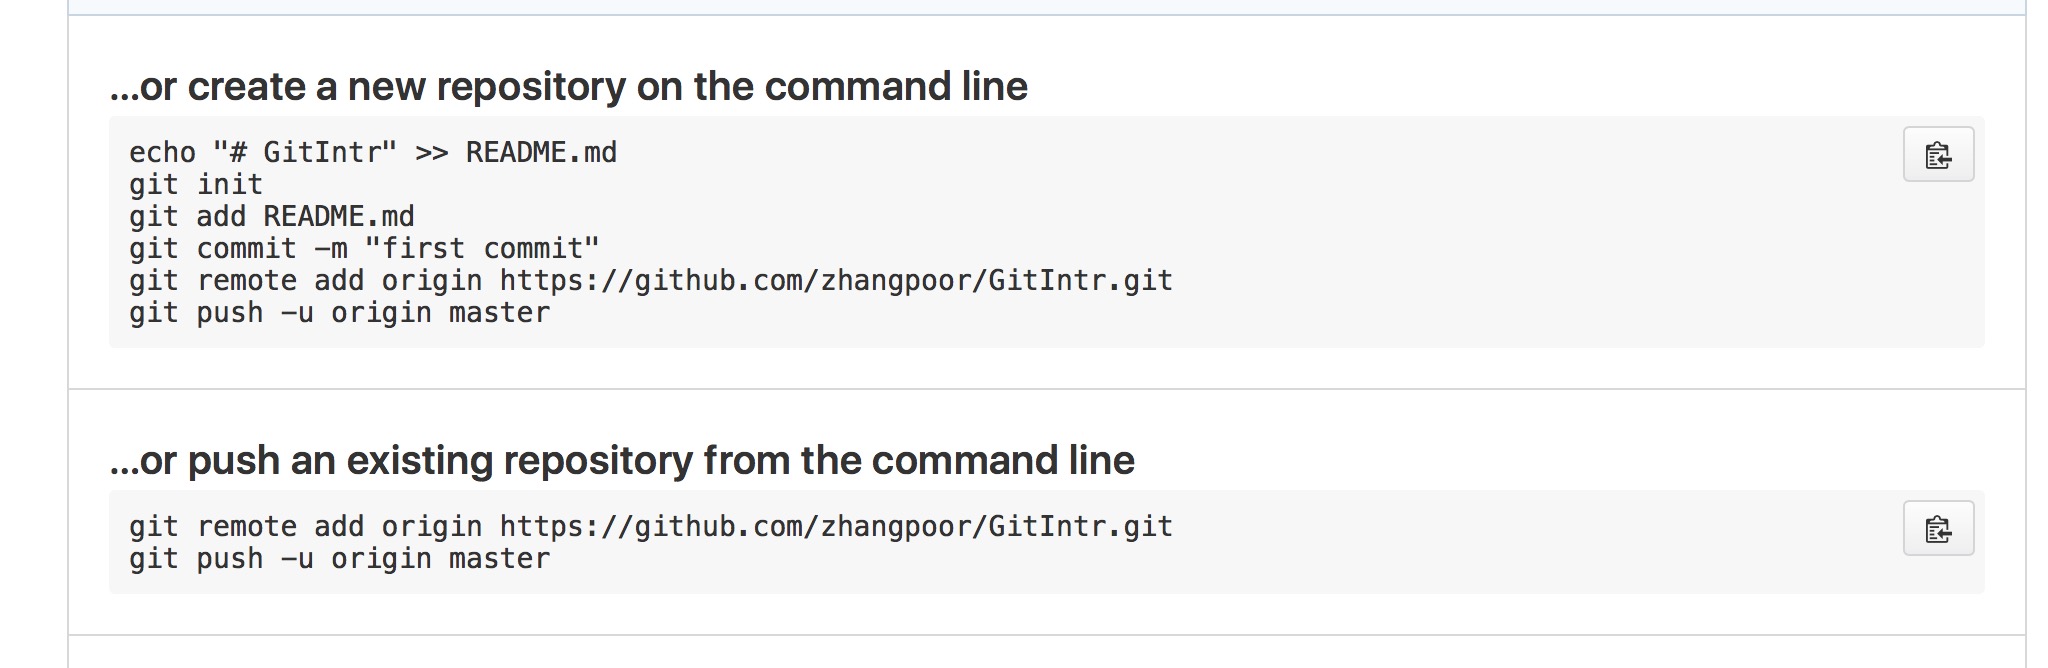 ...or create a new repository on the command line
echo "# GitIntr" >> README.md
git init
git add README.md
git commit -m "first commit"
git remote add origin https://github.com/zhangpoor/GitIntr.git
git push -u origin master
...or push an existing repository from the command line
git remote add origin https://github.com/zhangpoor/GitIntr.git
git push -u origin master